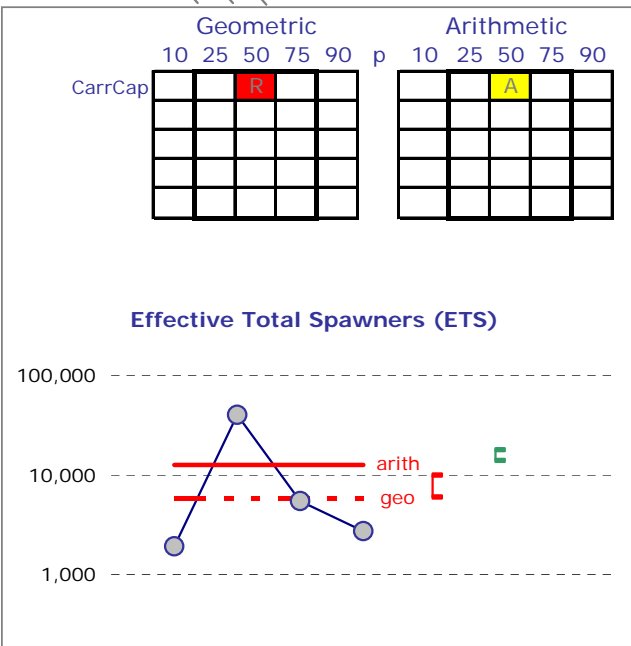 Geometric Arithmetic
10 25 50 75 90 p 10 25 50 75 90
CarrCap R A
Effective Total Spawners (ETS)
100,000
arith
10,000
geo
1,000